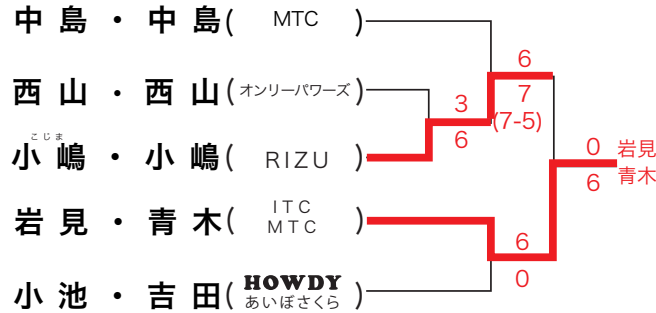 中島・中島( MTC )
6
西山・西山(オンリーパワーズ)
7
3
(7-5)
こじま
6
小嶋・小嶋( RIZU )
0 岩見
6 青木
岩見・青木( ITC
MTC )
6
0
小池・吉田( HOWDY
あいぼさくら )